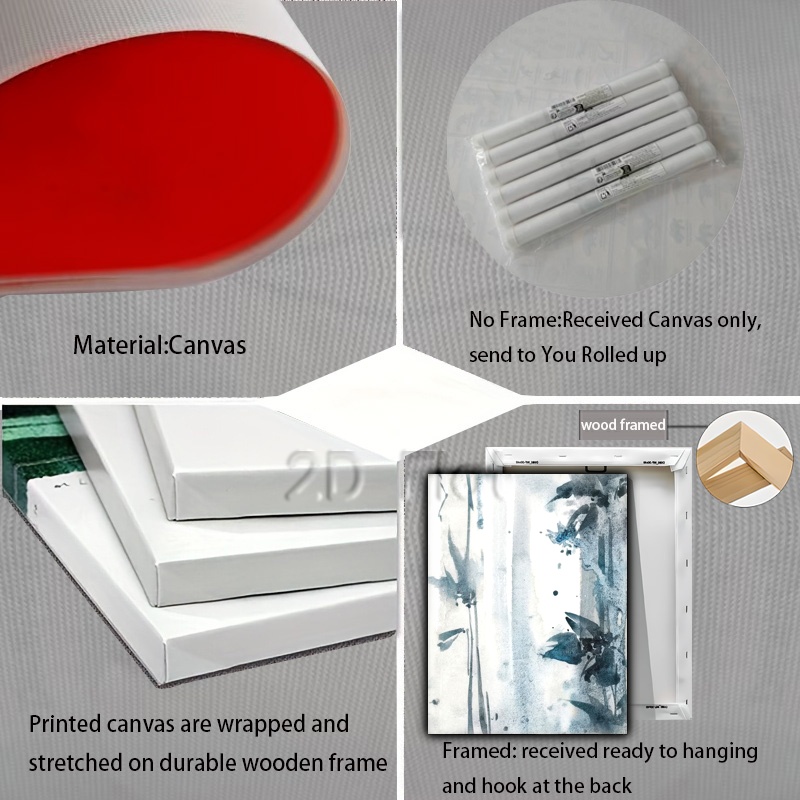 Material:Canvas
No Frame:Received Canvas only,
send to You Rolled up
wood framed
2D
Printed canvas are wrapped and
stretched on durable wooden frame
Framed: received ready to hanging
and hook at the back